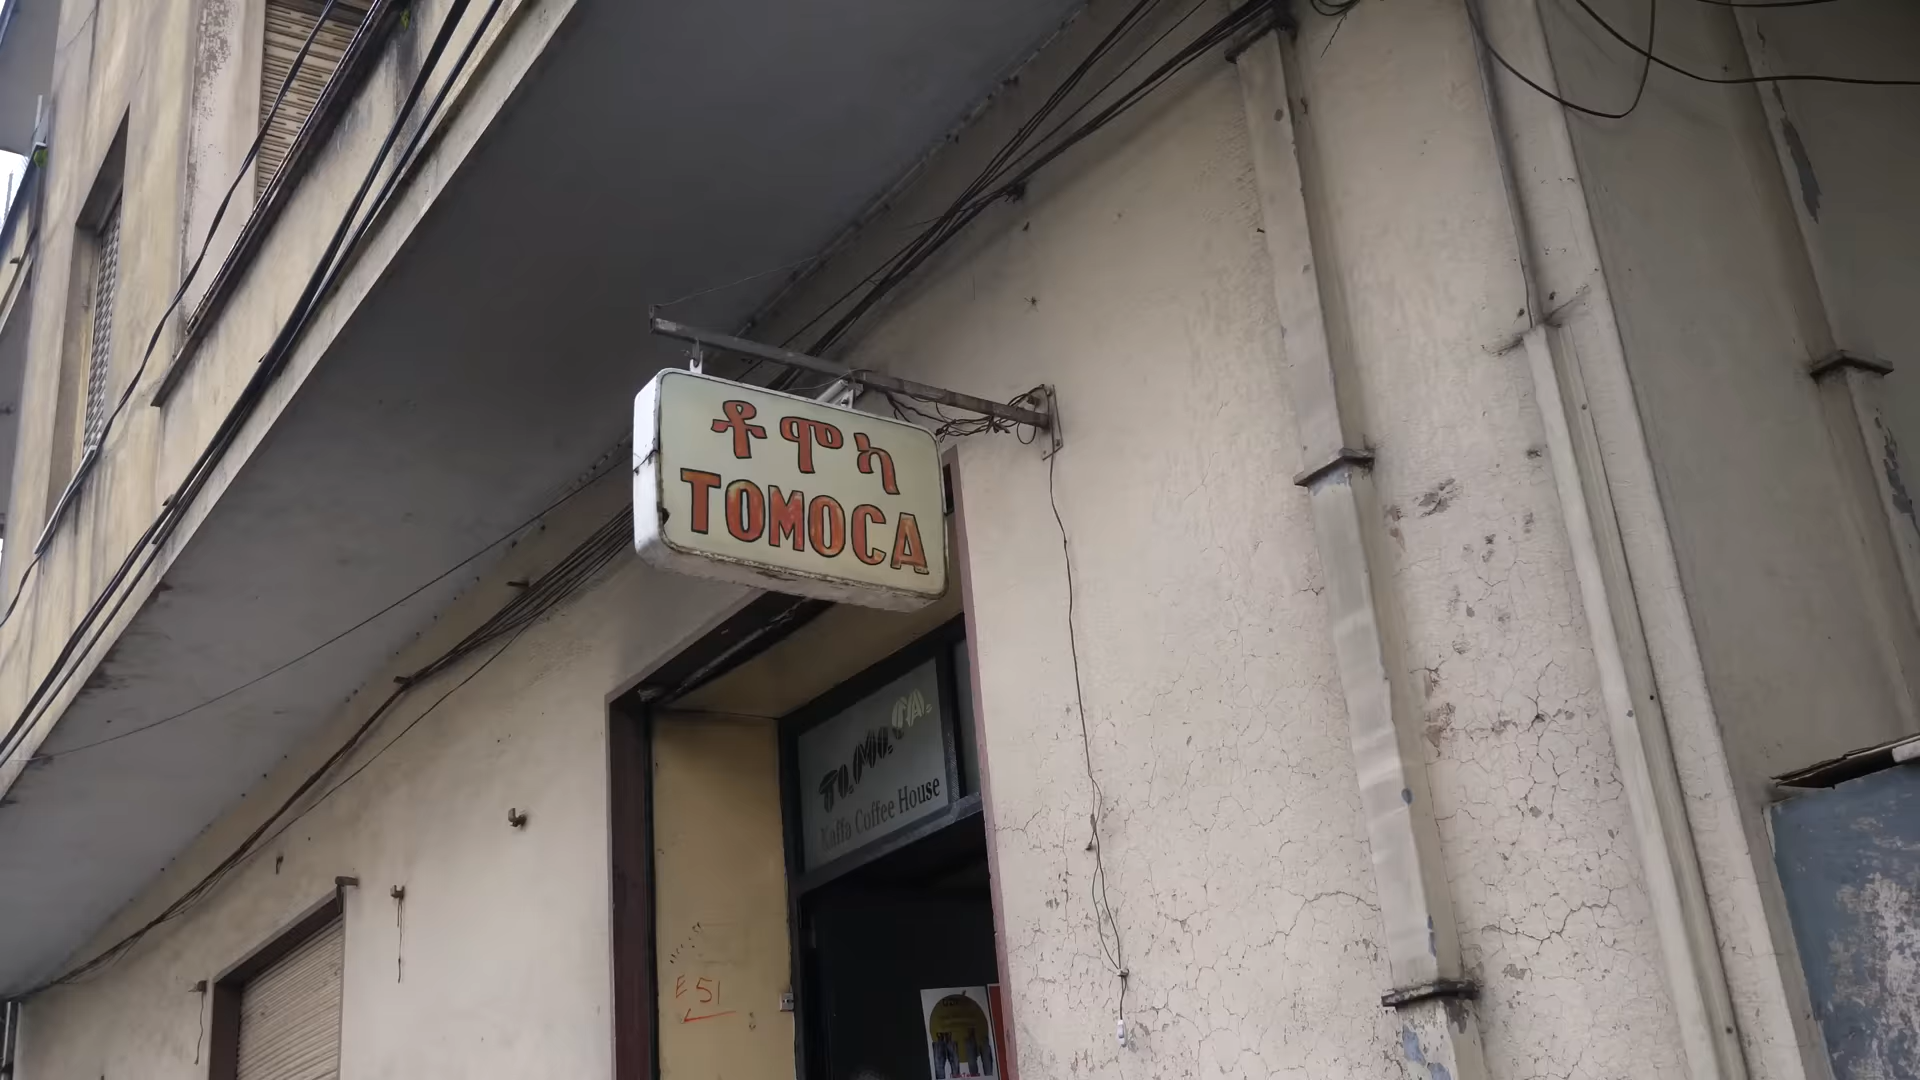 ቶሞካ
TOMOCA
TO.MO.CA.
Kaffa Coffee House
E 51